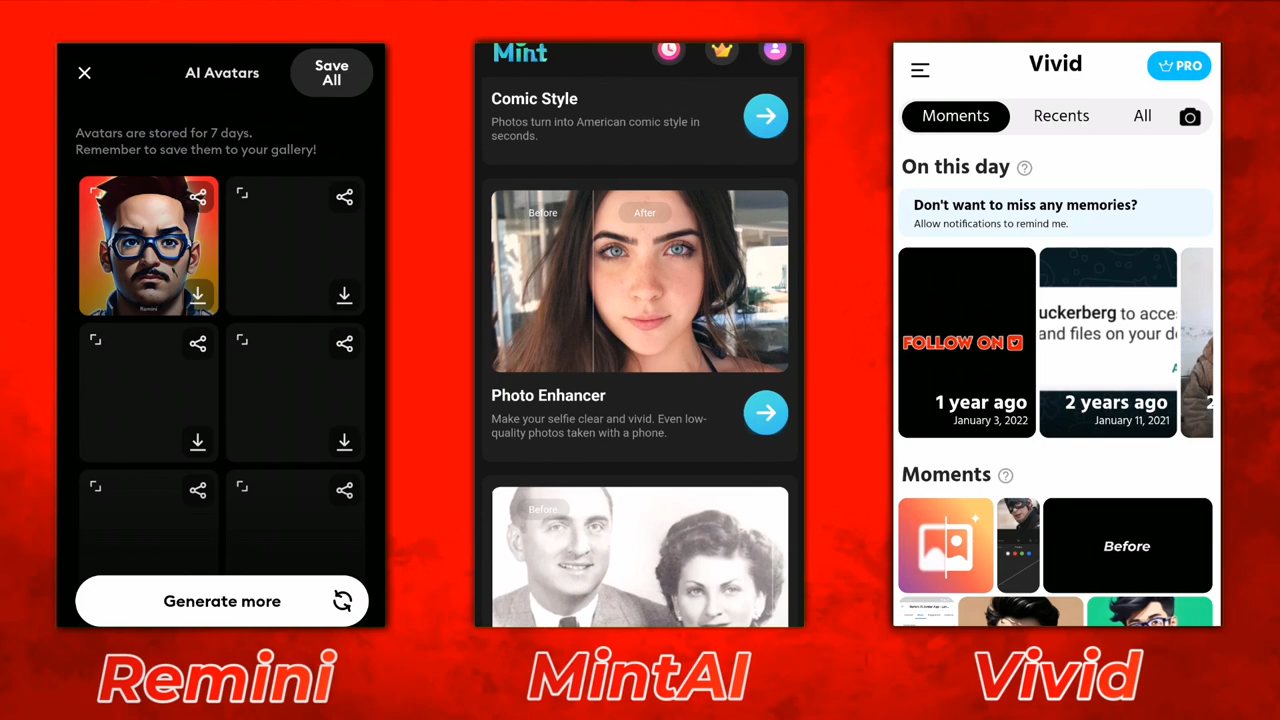 AI Avatars
Save
All
Avatars are stored for 7 days.
Remember to save them to your gallery!
Remini
Generate more
Remini
Mint
Comic Style
Photos turn into American comic style in
seconds.
Before
After
Photo Enhancer
Make your selfie clear and vivid. Even low-
quality photos taken with a phone.
Before
MintAI
Vivid
PRO
Moments
Recents
All
On this day ?
Don't want to miss any memories?
Allow notifications to remind me.
FOLLOW ON
1 year ago
January 3, 2022
uckerberg to acce
and files on your d
2 years ago
January 11, 2021
2
Moments ?
Before
Vivid